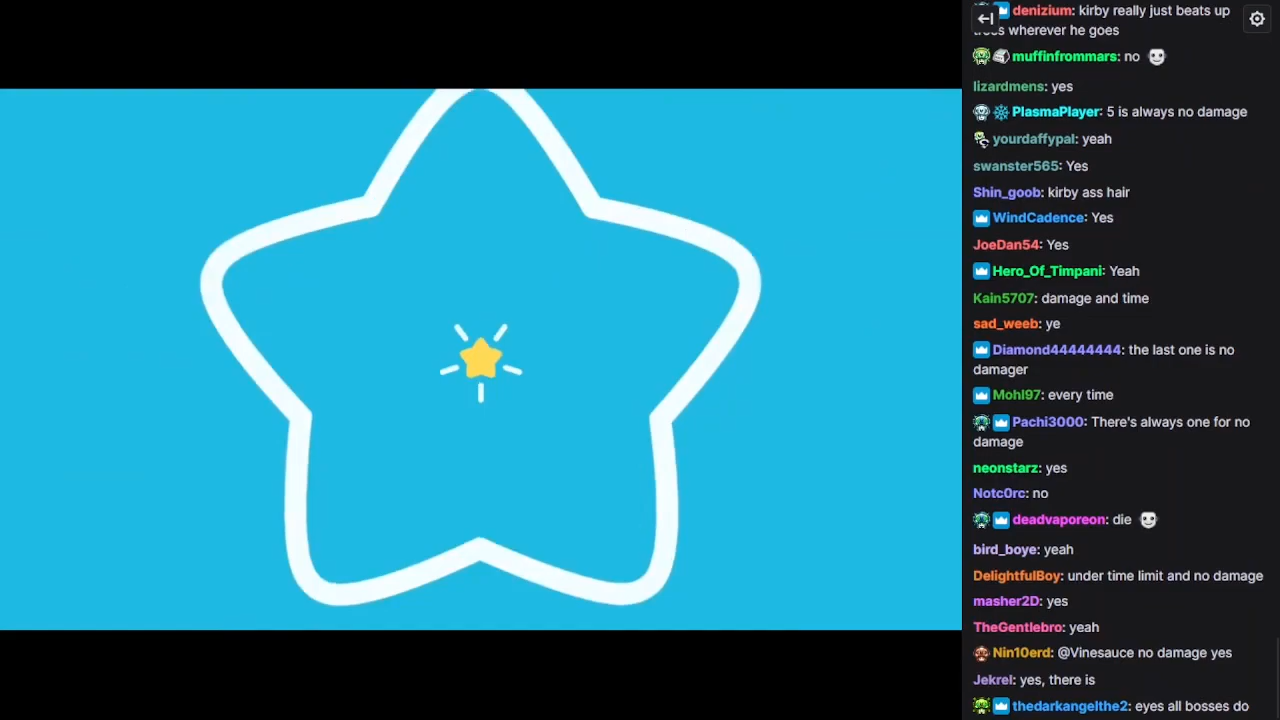 denizium: kirby really just beats up
trees wherever he goes
muffinfrommars: no
lizardmens: yes
PlasmaPlayer: 5 is always no damage
yourdaffypal: yeah
swanster565: Yes
Shin_goob: kirby ass hair
WindCadence: Yes
JoeDan54: Yes
Hero_Of_Timpani: Yeah
Kain5707: damage and time
sad_weeb: ye
Diamond44444444: the last one is no
damager
Mohl97: every time
Pachi3000: There's always one for no
damage
neonstarz: yes
Notc0rc: no
deadvaporeon: die
bird_boye: yeah
DelightfulBoy: under time limit and no damage
masher2D: yes
TheGentlebro: yeah
Nin10erd: @Vinesauce no damage yes
Jekrel: yes, there is
thedarkangelthe2: eyes all bosses do